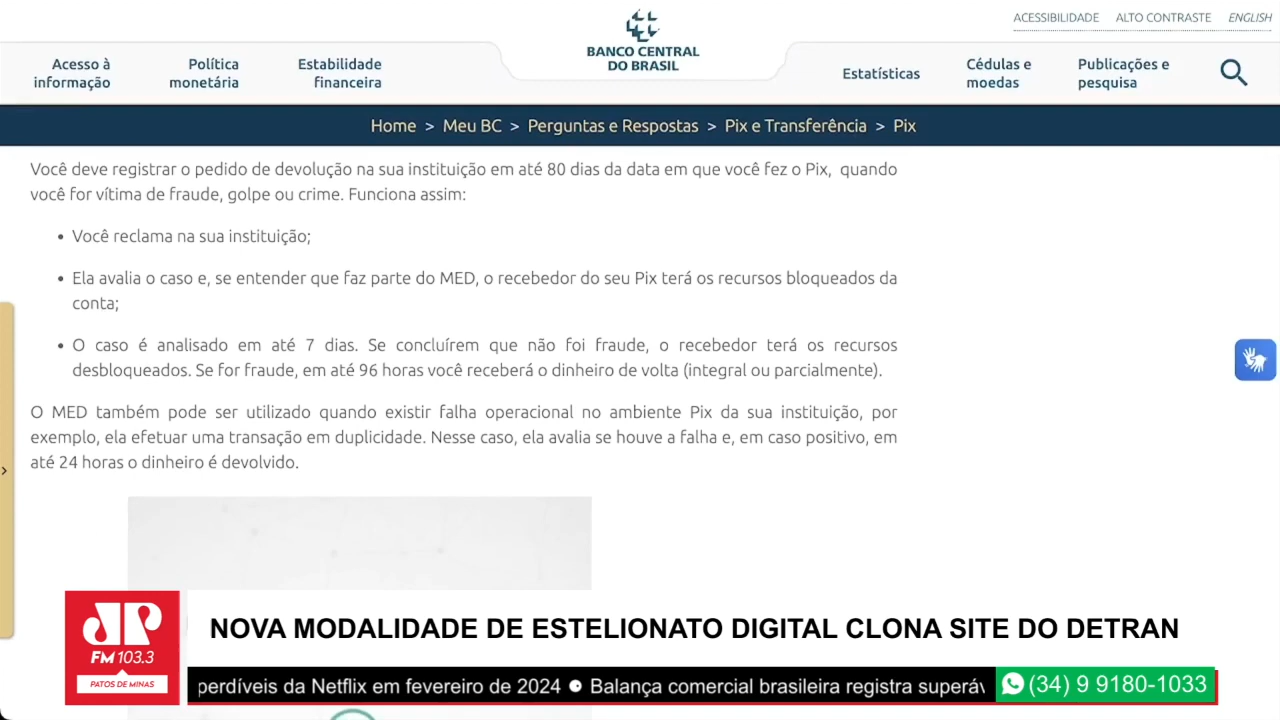 ACESSIBILIDADE ALTO CONTRASTE ENGLISH
BANCO CENTRAL
DO BRASIL
Acesso à
informação
Política
monetária
Estabilidade
financeira
Estatísticas
Cédulas e
moedas
Publicações e
pesquisa
Home > Meu BC > Perguntas e Respostas > Pix e Transferência > Pix
Você deve registrar o pedido de devolução na sua instituição em até 80 dias da data em que você fez o Pix, quando
você for vítima de fraude, golpe ou crime. Funciona assim:
• Você reclama na sua instituição;
• Ela avalia o caso e, se entender que faz parte do MED, o recebedor do seu Pix terá os recursos bloqueados da
conta;
• O caso é analisado em até 7 dias. Se concluírem que não foi fraude, o recebedor terá os recursos
desbloqueados. Se for fraude, em até 96 horas você receberá o dinheiro de volta (integral ou parcialmente).
O MED também pode ser utilizado quando existir falha operacional no ambiente Pix da sua instituição, por
exemplo, ela efetuar uma transação em duplicidade. Nesse caso, ela avalia se houve a falha e, em caso positivo, em
até 24 horas o dinheiro é devolvido.
JP
FM 103.3
PATOS DE MINAS
NOVA MODALIDADE DE ESTELIONATO DIGITAL CLONA SITE DO DETRAN
perdíveis da Netflix em fevereiro de 2024 • Balança comercial brasileira registra superáv
(34) 9 9180-1033